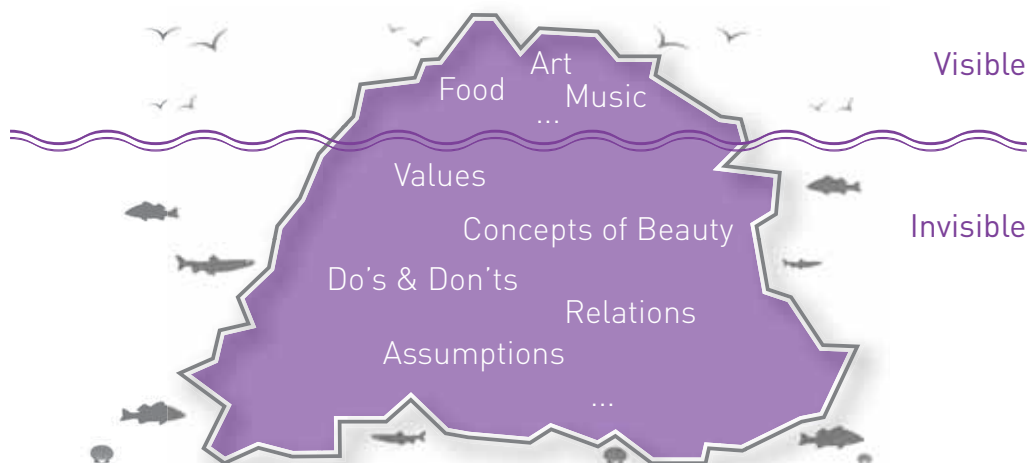 Art
Visible
Food
Music
...
Values
Invisible
Concepts of Beauty
Do's & Don'ts
Relations
Assumptions
...